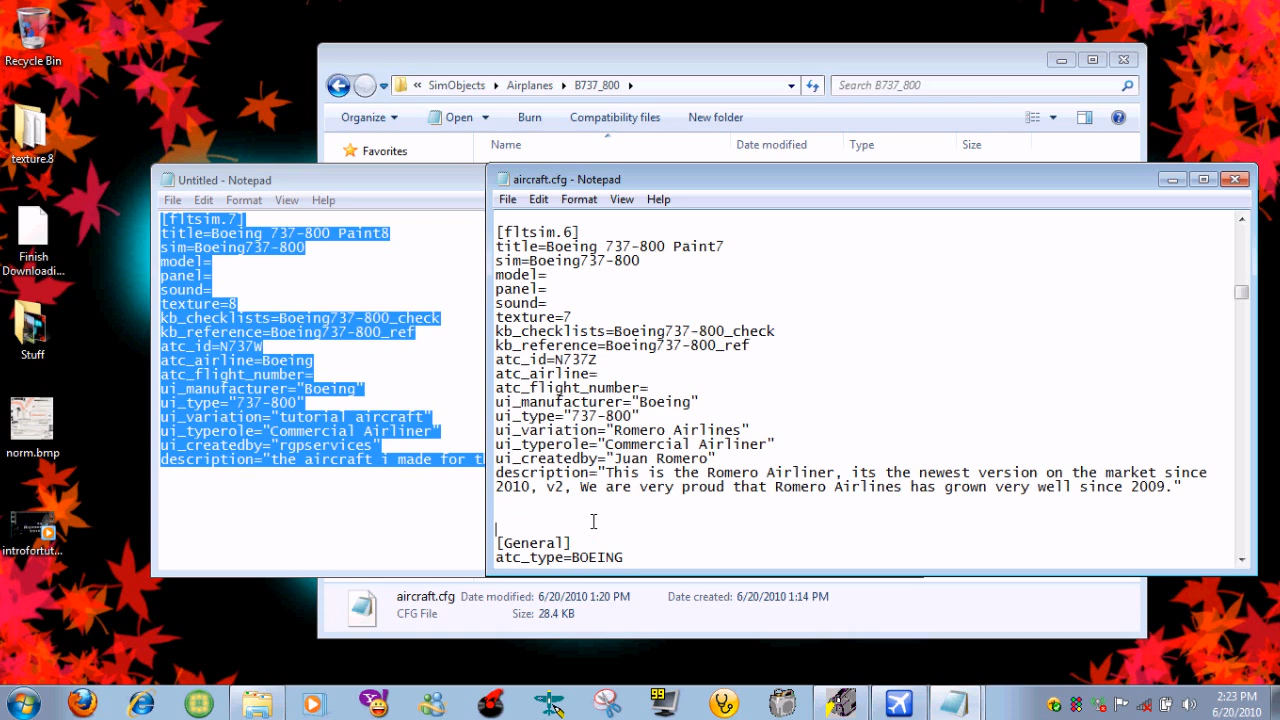 Recycle Bin
texture.8
Finish
Downloadi...
Stuff
norm.bmp
introfortut...
« SimObjects Airplanes B737_800
Search B737_800
Organize Open Burn Compatibility files New folder
Name Date modified Type Size
Favorites
Untitled - Notepad
File Edit Format View Help
[fltsim.7]
title=Boeing 737-800 Paint8
sim=Boeing737-800
model=
panel=
sound=
texture=8
kb_checklists=Boeing737-800_check
kb_reference=Boeing737-800_ref
atc_id=N737W
atc_airline=Boeing
atc_flight_number=
ui_manufacturer="Boeing"
ui_type="737-800"
ui_variation="tutorial aircraft"
ui_typerole="Commercial Airliner"
ui_createdby="rgpservices"
description="the aircraft i made for th
aircraft.cfg - Notepad
File Edit Format View Help
[fltsim.6]
title=Boeing 737-800 Paint7
sim=Boeing737-800
model=
panel=
sound=
texture=7
kb_checklists=Boeing737-800_check
kb_reference=Boeing737-800_ref
atc_id=N737Z
atc_airline=
atc_flight_number=
ui_manufacturer="Boeing"
ui_type="737-800"
ui_variation="Romero Airlines"
ui_typerole="Commercial Airliner"
ui_createdby="Juan Romero"
description="This is the Romero Airliner, its the newest version on the market since
2010, v2, We are very proud that Romero Airlines has grown very well since 2009."
[General]
atc_type=BOEING
aircraft.cfg Date modified: 6/20/2010 1:20 PM Date created: 6/20/2010 1:14 PM
CFG File Size: 28.4 KB
99
2:23 PM
6/20/2010